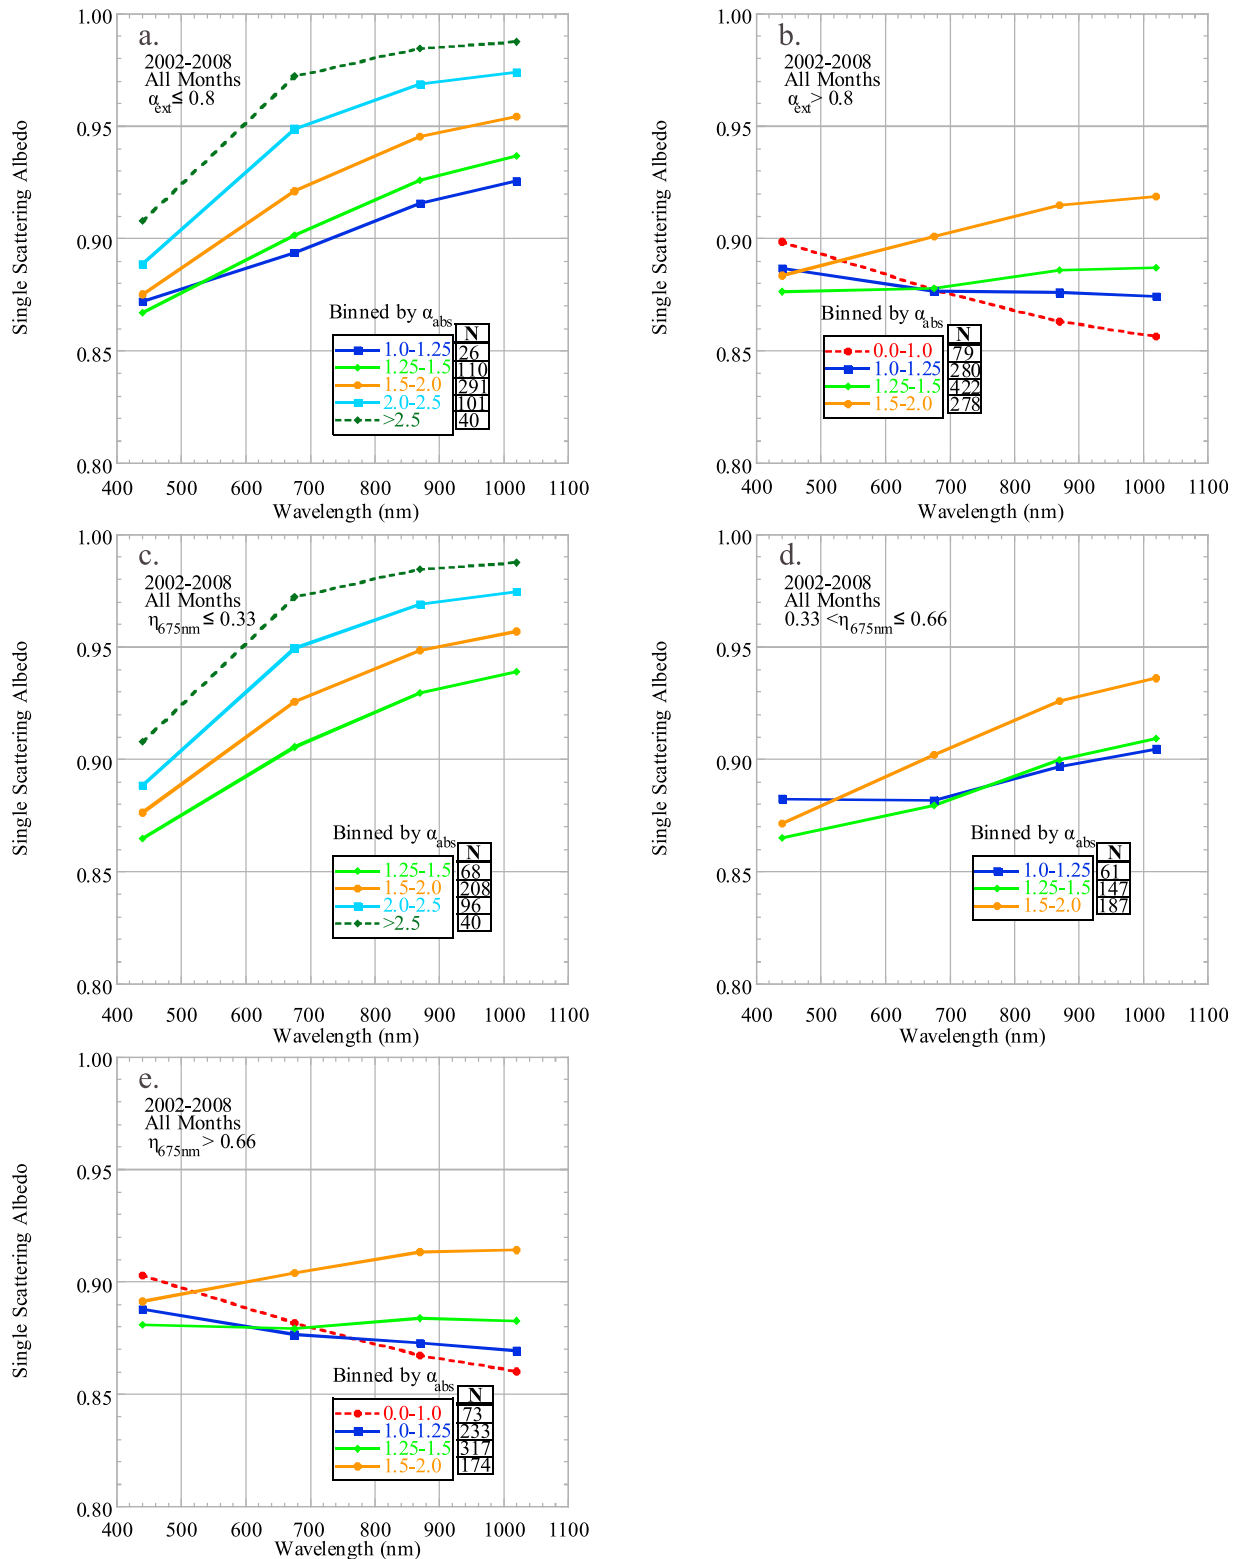 a.
2002-2008
All Months
α_ext ≤ 0.8
Single Scattering Albedo
1.00
0.95
0.90
0.85
0.80
Binned by α_abs
N
1.0-1.25 26
1.25-1.5 110
1.5-2.0 291
2.0-2.5 101
>2.5 40
400 500 600 700 800 900 1000 1100
Wavelength (nm)
b.
2002-2008
All Months
α_ext > 0.8
Single Scattering Albedo
1.00
0.95
0.90
0.85
0.80
Binned by α_abs
N
0.0-1.0 79
1.0-1.25 280
1.25-1.5 422
1.5-2.0 278
400 500 600 700 800 900 1000 1100
Wavelength (nm)
c.
2002-2008
All Months
η_675nm ≤ 0.33
Single Scattering Albedo
1.00
0.95
0.90
0.85
0.80
Binned by α_abs
N
1.25-1.5 68
1.5-2.0 208
2.0-2.5 96
>2.5 40
400 500 600 700 800 900 1000 1100
Wavelength (nm)
d.
2002-2008
All Months
0.33 <η_675nm ≤ 0.66
Single Scattering Albedo
1.00
0.95
0.90
0.85
0.80
Binned by α_abs
N
1.0-1.25 61
1.25-1.5 147
1.5-2.0 187
400 500 600 700 800 900 1000 1100
Wavelength (nm)
e.
2002-2008
All Months
η_675nm > 0.66
Single Scattering Albedo
1.00
0.95
0.90
0.85
0.80
Binned by α_abs
N
0.0-1.0 73
1.0-1.25 233
1.25-1.5 317
1.5-2.0 174
400 500 600 700 800 900 1000 1100
Wavelength (nm)